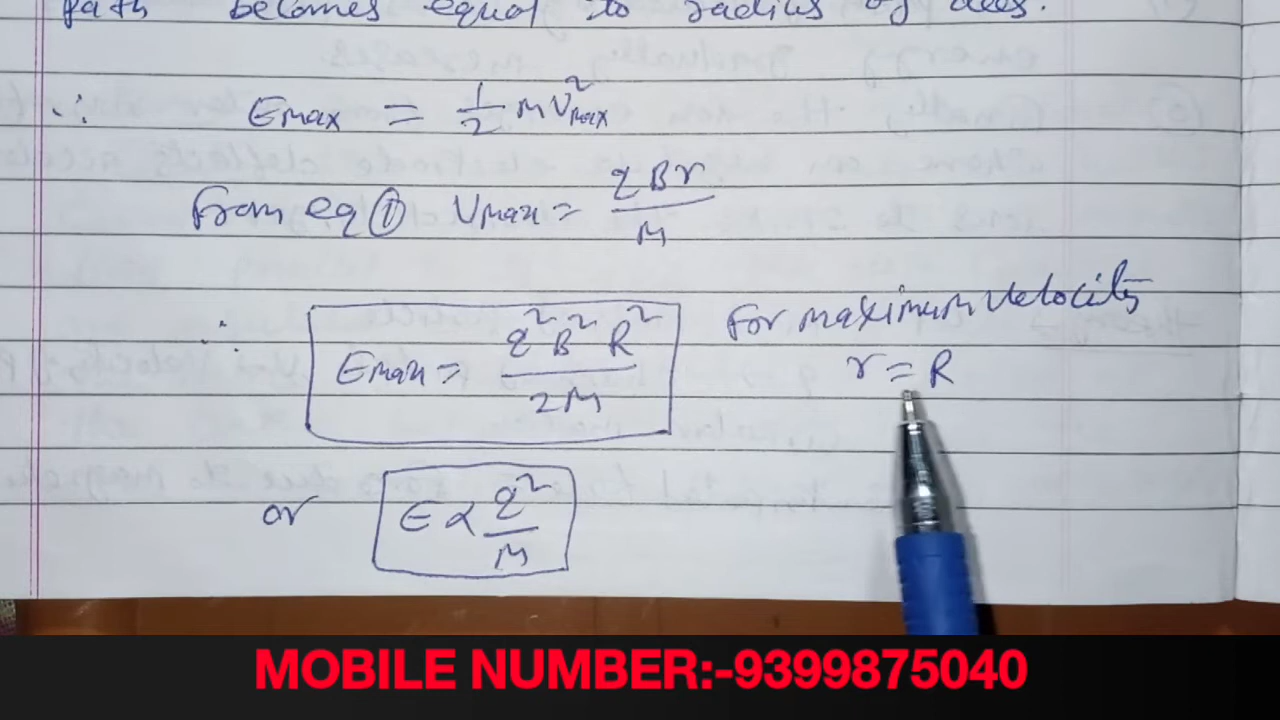 path becomes equal to radius of dees.
∴ Emax = 1/2 m V²max
From eq ① Vmax = qBr/M
∴ Emax = q²B²R²/2M For maximum velocity
r = R
or E ∝ q²/M
MOBILE NUMBER:-9399875040